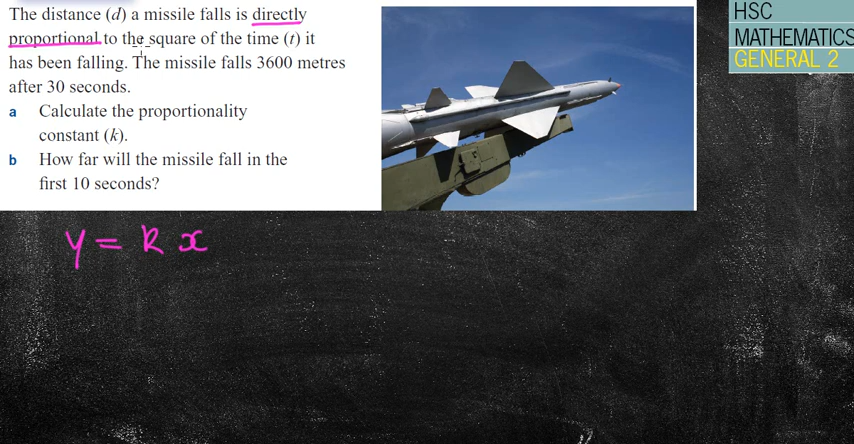 The distance (d) a missile falls is directly
proportional to the square of the time (t) it
has been falling. The missile falls 3600 metres
after 30 seconds.
a Calculate the proportionality
constant (k).
b How far will the missile fall in the
first 10 seconds?
HSC
MATHEMATICS
GENERAL 2
y = k x